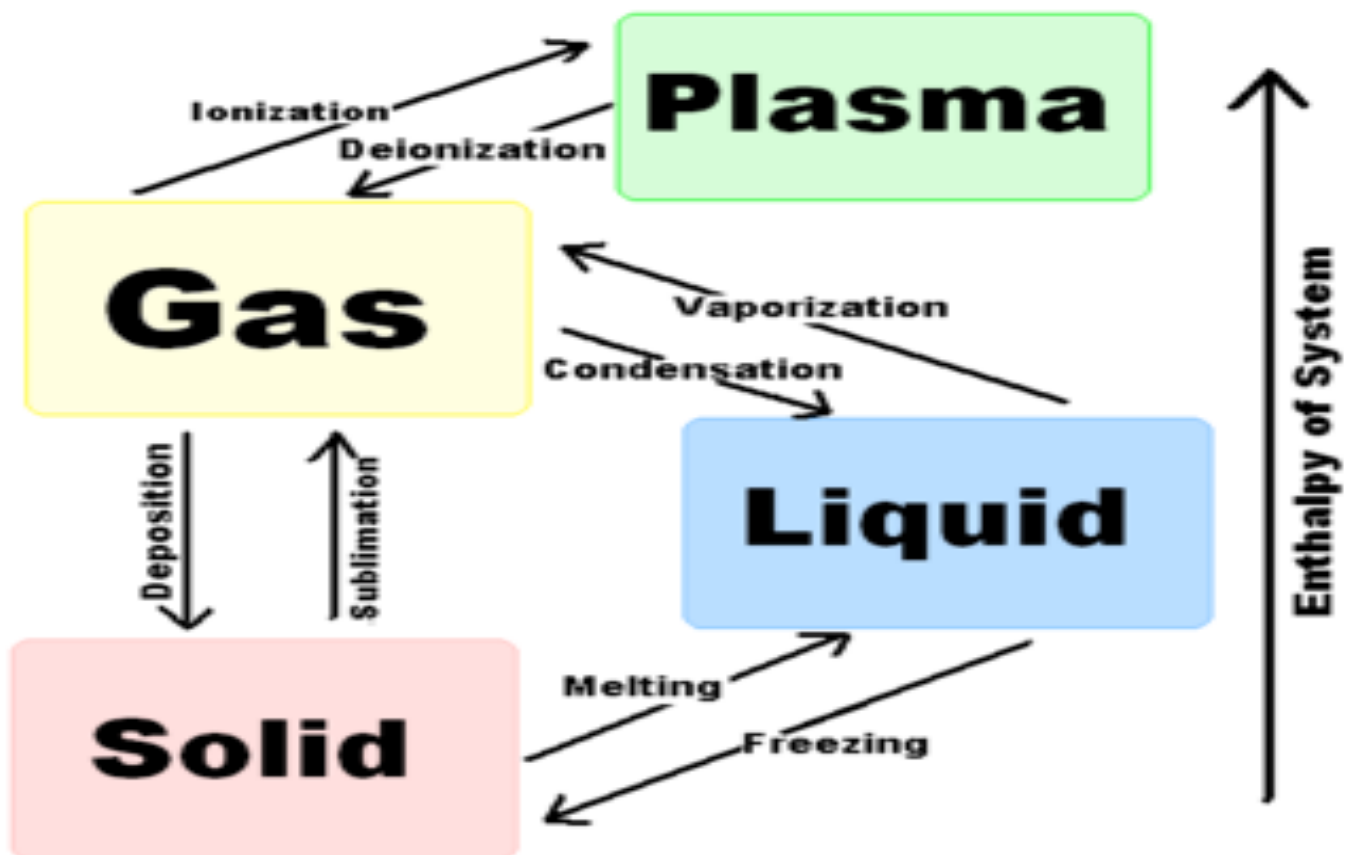 Plasma
Ionization
Deionization
Gas
Vaporization
Condensation
Enthalpy of System
Deposition
Sublimation
Liquid
Melting
Solid
Freezing